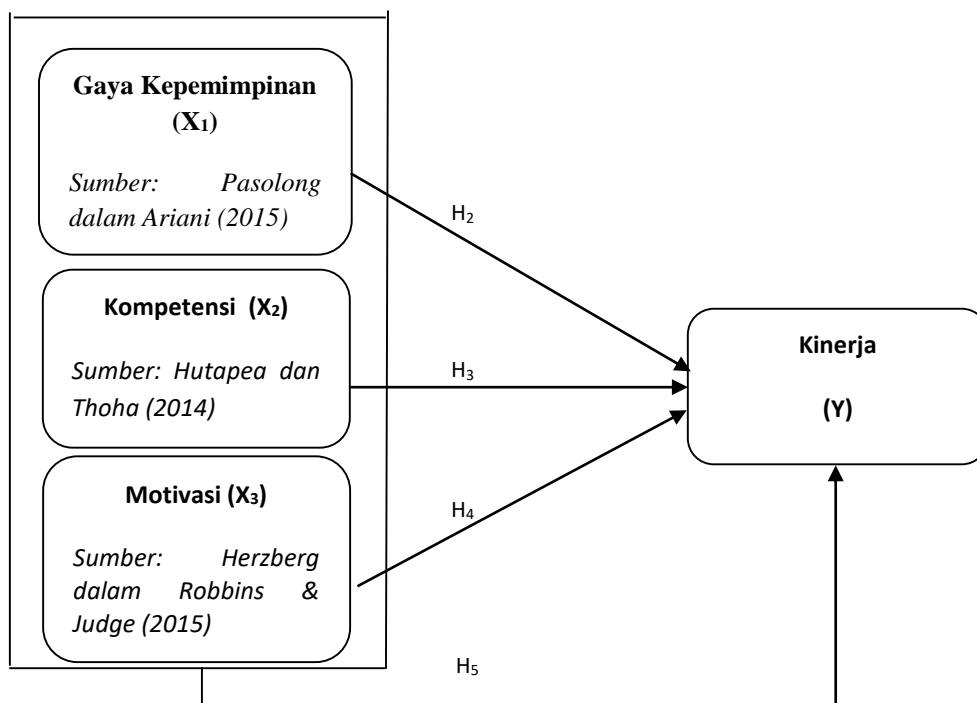 Gaya Kepemimpinan
(X₁)
Sumber: Pasolong
dalam Ariani (2015)
H₂
Kompetensi (X₂)
Sumber: Hutapea dan
Thoha (2014)
H₃
Kinerja
(Y)
Motivasi (X₃)
Sumber: Herzberg
dalam Robbins &
Judge (2015)
H₄
H₅